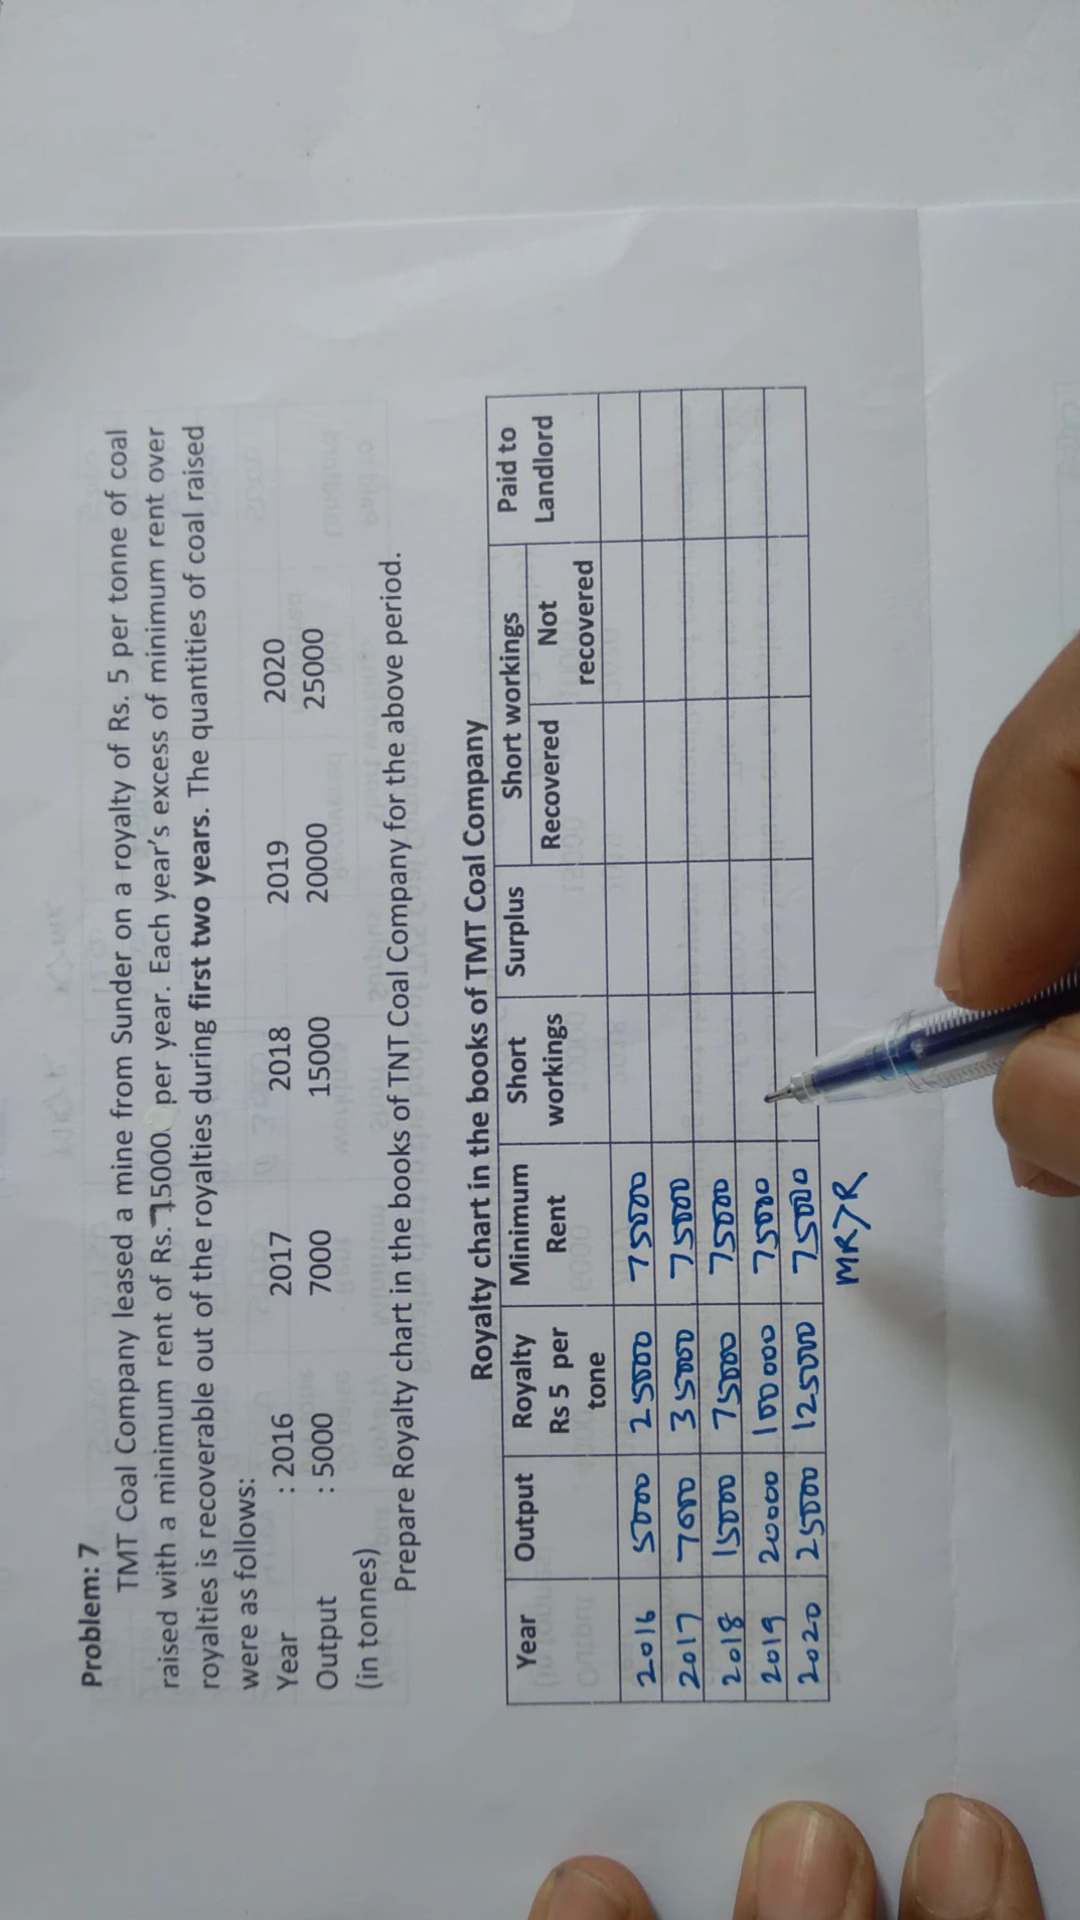 Problem: 7
TMT Coal Company leased a mine from Sunder on a royalty of Rs. 5 per tonne of coal
raised with a minimum rent of Rs. 75000 per year. Each year's excess of minimum rent over
royalties is recoverable out of the royalties during first two years. The quantities of coal raised
were as follows:
Year : 2016 2017 2018 2019 2020
Output : 5000 7000 15000 20000 25000
(in tonnes)
Prepare Royalty chart in the books of TNT Coal Company for the above period.
Royalty chart in the books of TMT Coal Company
Year Output Royalty Rs 5 per tone Minimum Rent Short workings Surplus Short workings Paid to Landlord
Recovered Not recovered
2016 5000 25000 75000
2017 7000 35000 75000
2018 15000 75000 75000
2019 20000 100000 75000
2020 25000 125000 75000
MR>R